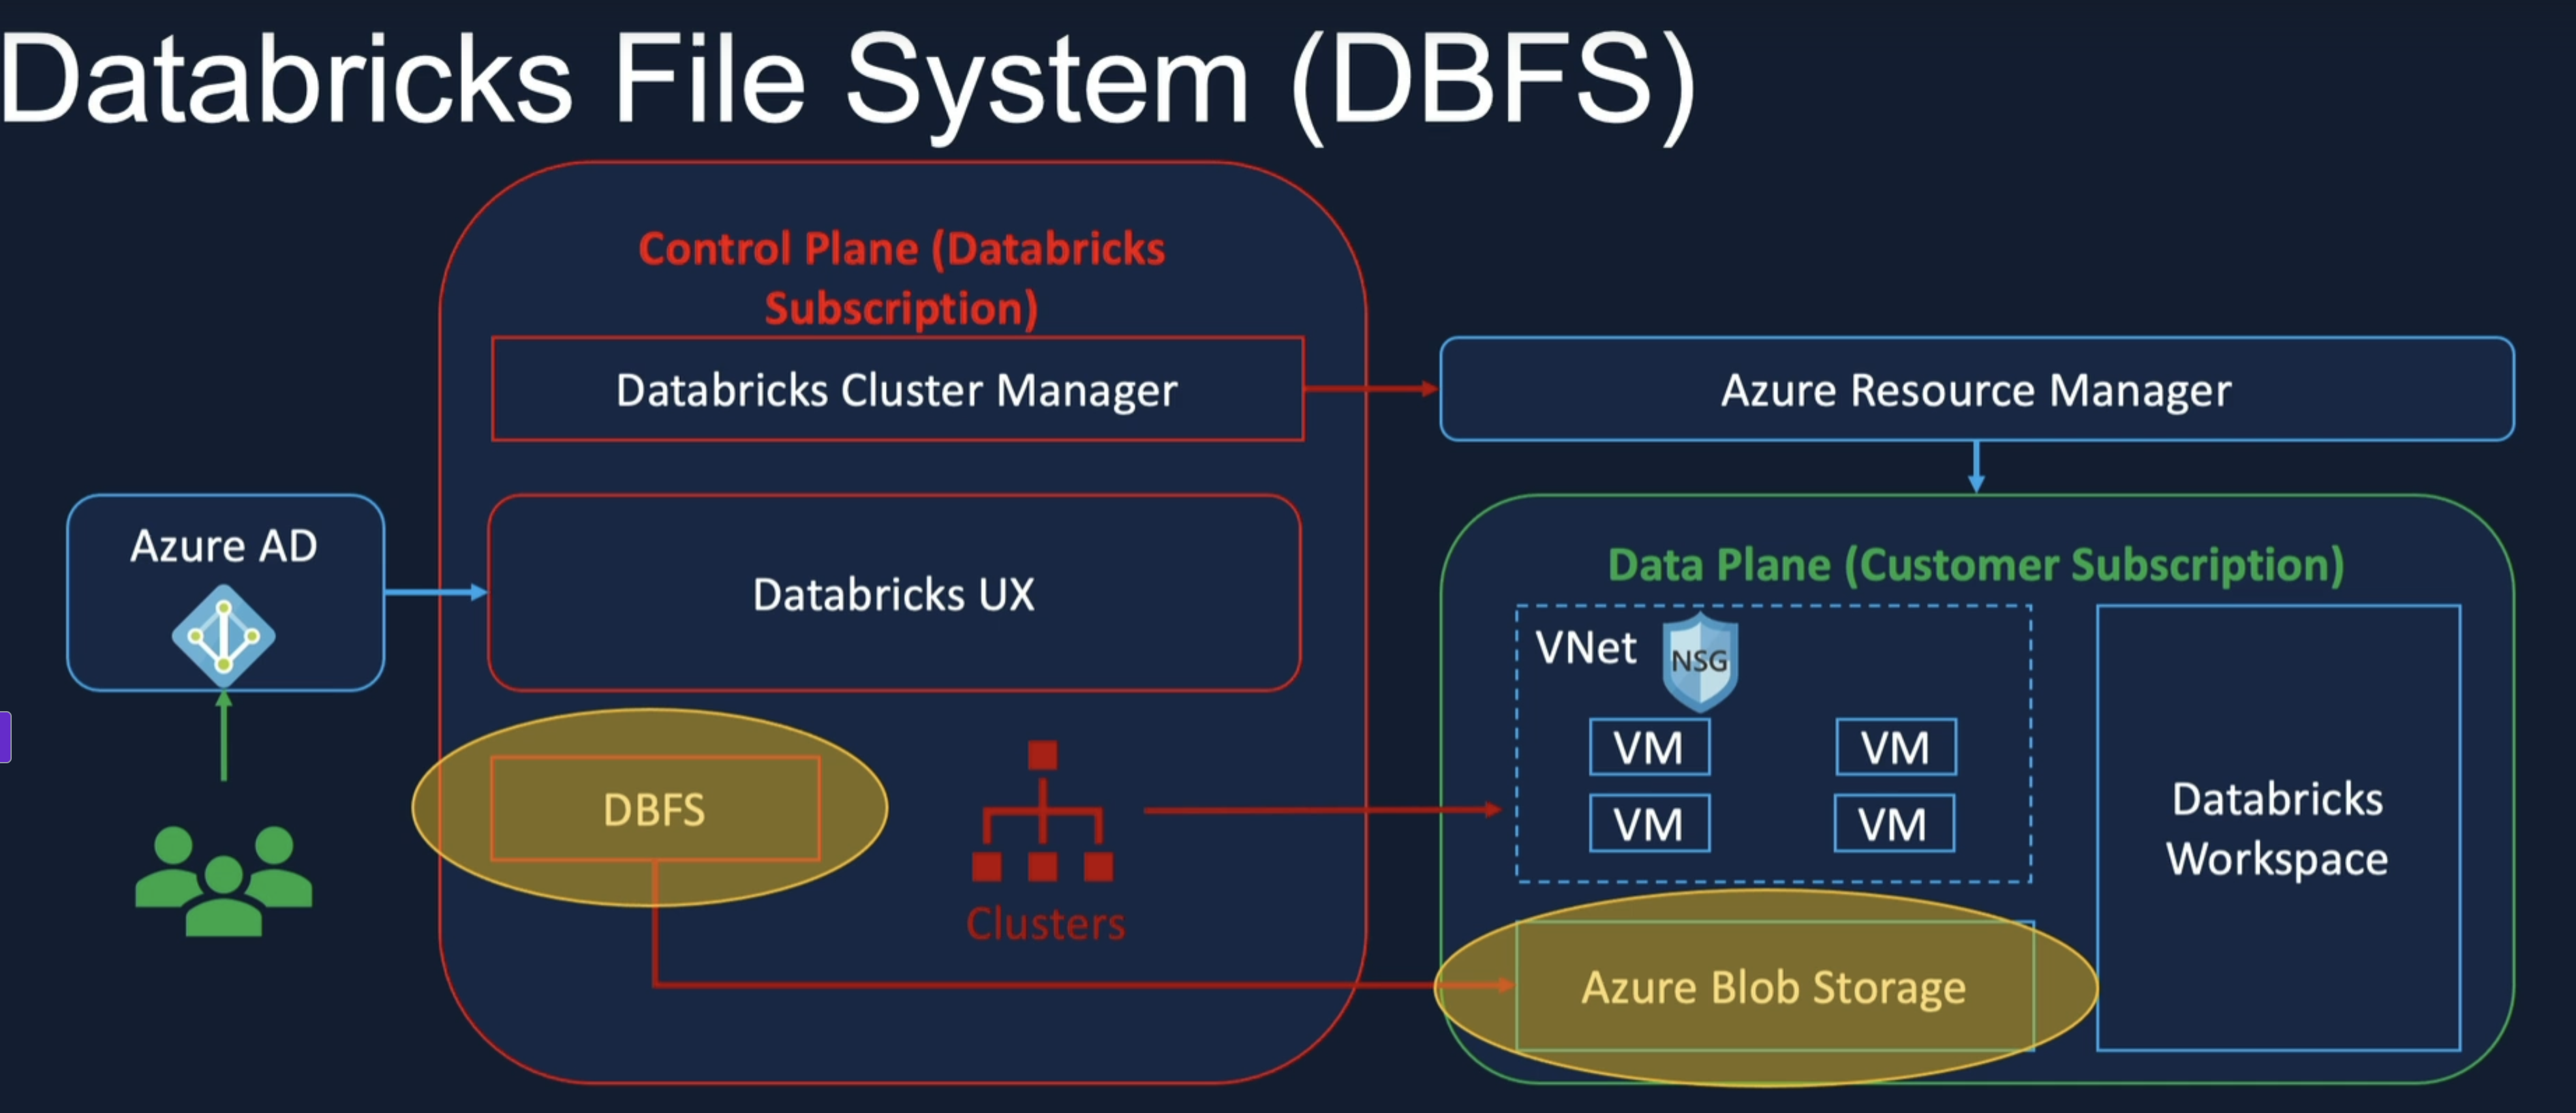 Databricks File System (DBFS)
Control Plane (Databricks
Subscription)
Databricks Cluster Manager
Azure Resource Manager
Azure AD
Databricks UX
Data Plane (Customer Subscription)
VNet
NSG
VM
VM
VM
VM
Databricks
Workspace
DBFS
Clusters
Azure Blob Storage